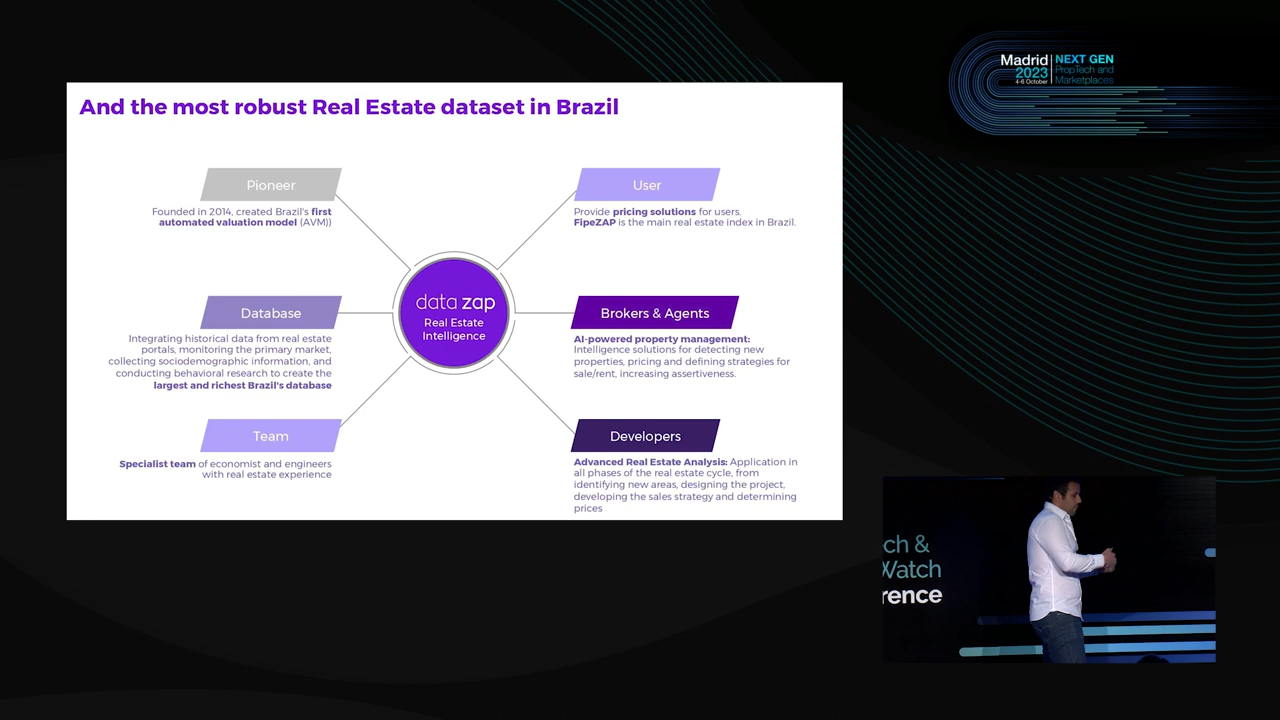 Madrid
2023
4-6 October
NEXT GEN
PropTech and
Marketplaces
And the most robust Real Estate dataset in Brazil
Pioneer
Founded in 2014, created Brazil's first
automated valuation model (AVM))
User
Provide pricing solutions for users.
FipeZAP is the main real estate index in Brazil.
data zap
Real Estate
Intelligence
Database
Integrating historical data from real estate
portals, monitoring the primary market,
collecting sociodemographic information, and
conducting behavioral research to create the
largest and richest Brazil's database
Brokers & Agents
AI-powered property management:
Intelligence solutions for detecting new
properties, pricing and defining strategies for
sale/rent, increasing assertiveness.
Team
Specialist team of economist and engineers
with real estate experience
Developers
Advanced Real Estate Analysis: Application in
all phases of the real estate cycle, from
identifying new areas, designing the project,
developing the sales strategy and determining
prices
ch &
Watch
rence